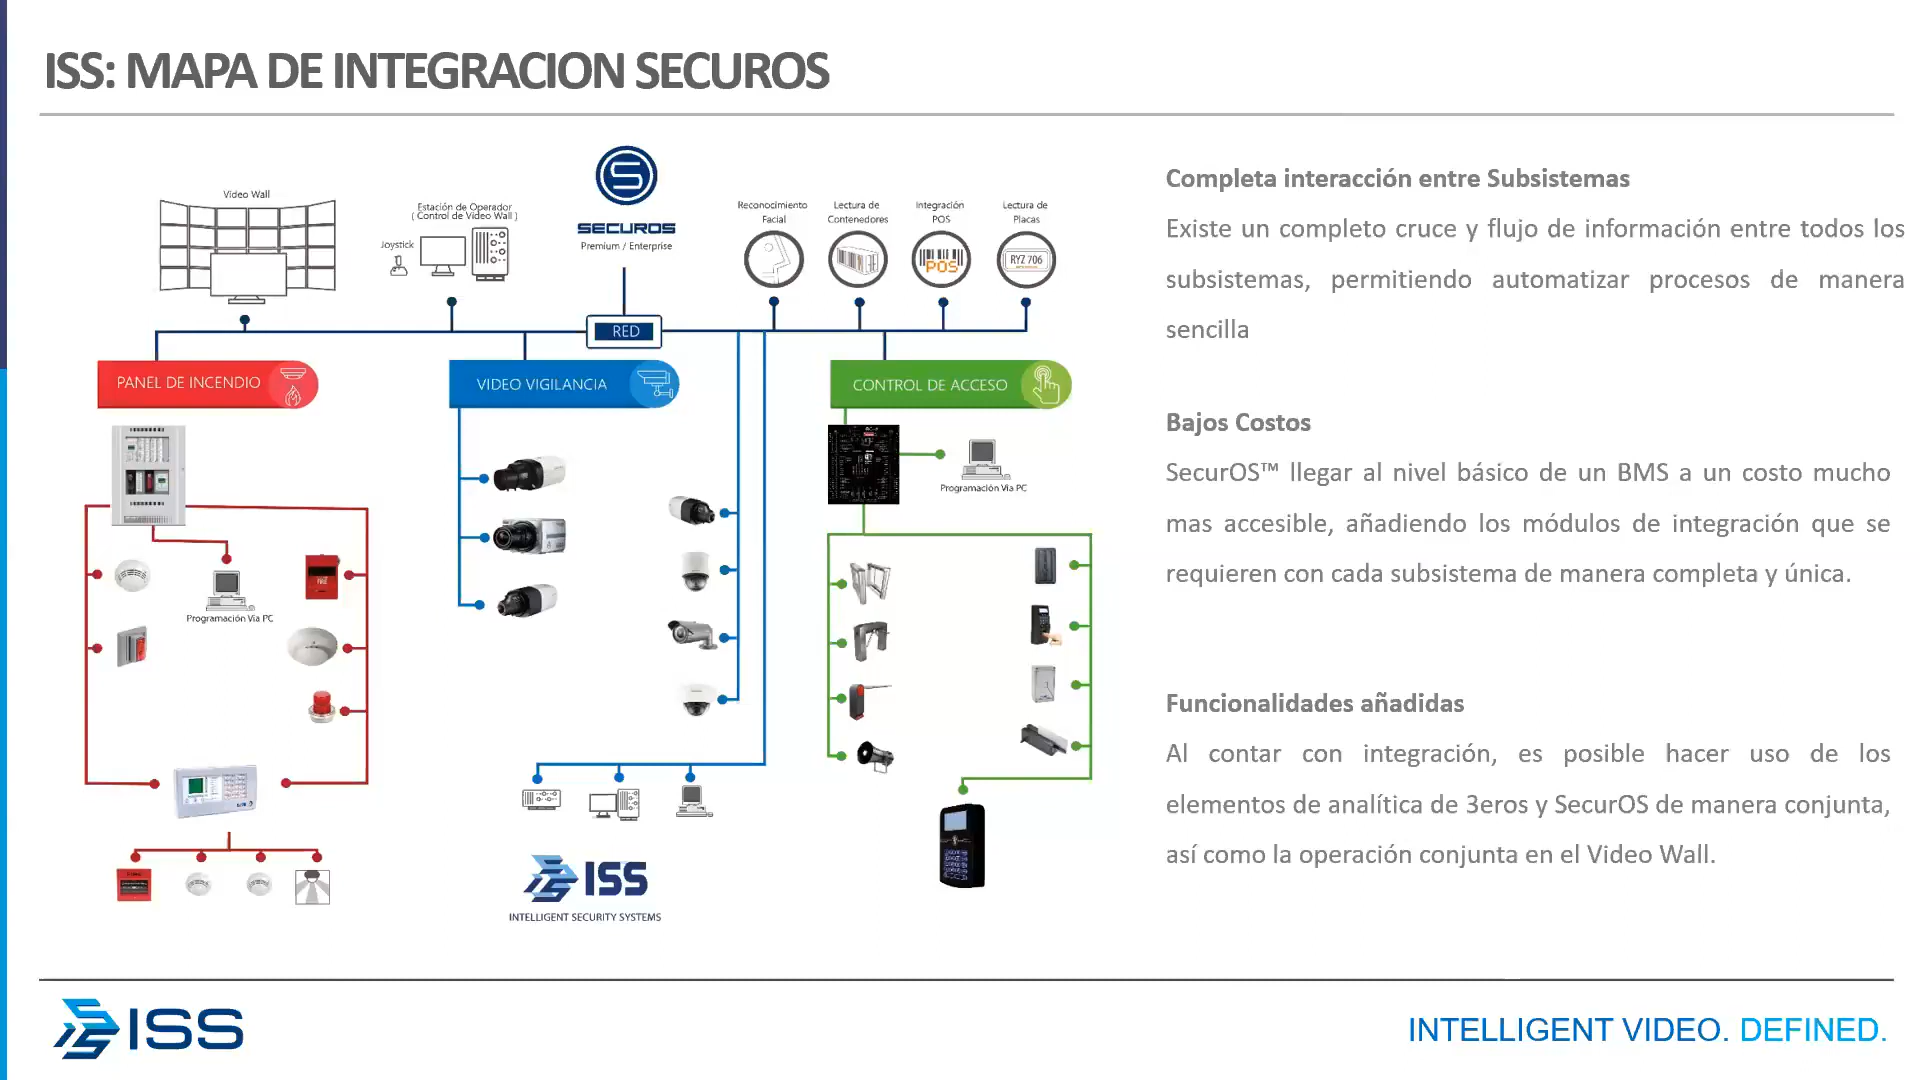 ISS: MAPA DE INTEGRACION SECUROS
Video Wall
Estación de Operador
( Control de Video Wall )
Joystick
SECUROS
Premium / Enterprise
Reconocimiento
Facial
Lectura de
Contenedores
Integración
POS
Lectura de
Placas
POS
RYZ 706
RED
PANEL DE INCENDIO
VIDEO VIGILANCIA
CONTROL DE ACCESO
Programación Vía PC
FIRE
Programación Vía PC
ISS
INTELLIGENT SECURITY SYSTEMS
Completa interacción entre Subsistemas
Existe un completo cruce y flujo de información entre todos los
subsistemas, permitiendo automatizar procesos de manera
sencilla
Bajos Costos
SecurOS™ llegar al nivel básico de un BMS a un costo mucho
mas accesible, añadiendo los módulos de integración que se
requieren con cada subsistema de manera completa y única.
Funcionalidades añadidas
Al contar con integración, es posible hacer uso de los
elementos de analítica de 3eros y SecurOS de manera conjunta,
así como la operación conjunta en el Video Wall.
ISS
INTELLIGENT VIDEO. DEFINED.